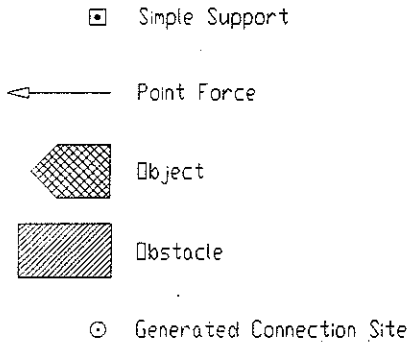 Simple Support
Point Force
Object
Obstacle
Generated Connection Site